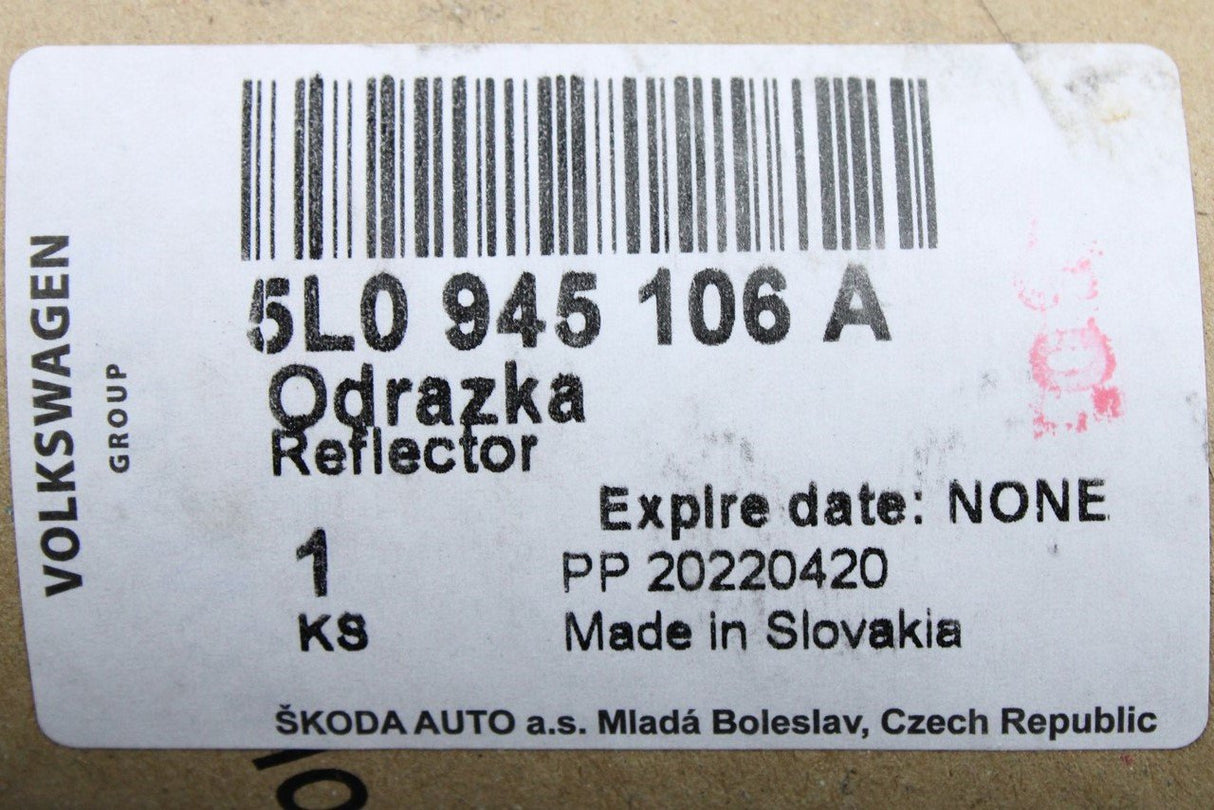 VOLKSWAGEN
GROUP
5L0 945 106 A
Odrazka
Reflector
Expire date: NONE
1
PP 20220420
KS
Made in Slovakia
ŠKODA AUTO a.s. Mladá Boleslav, Czech Republic